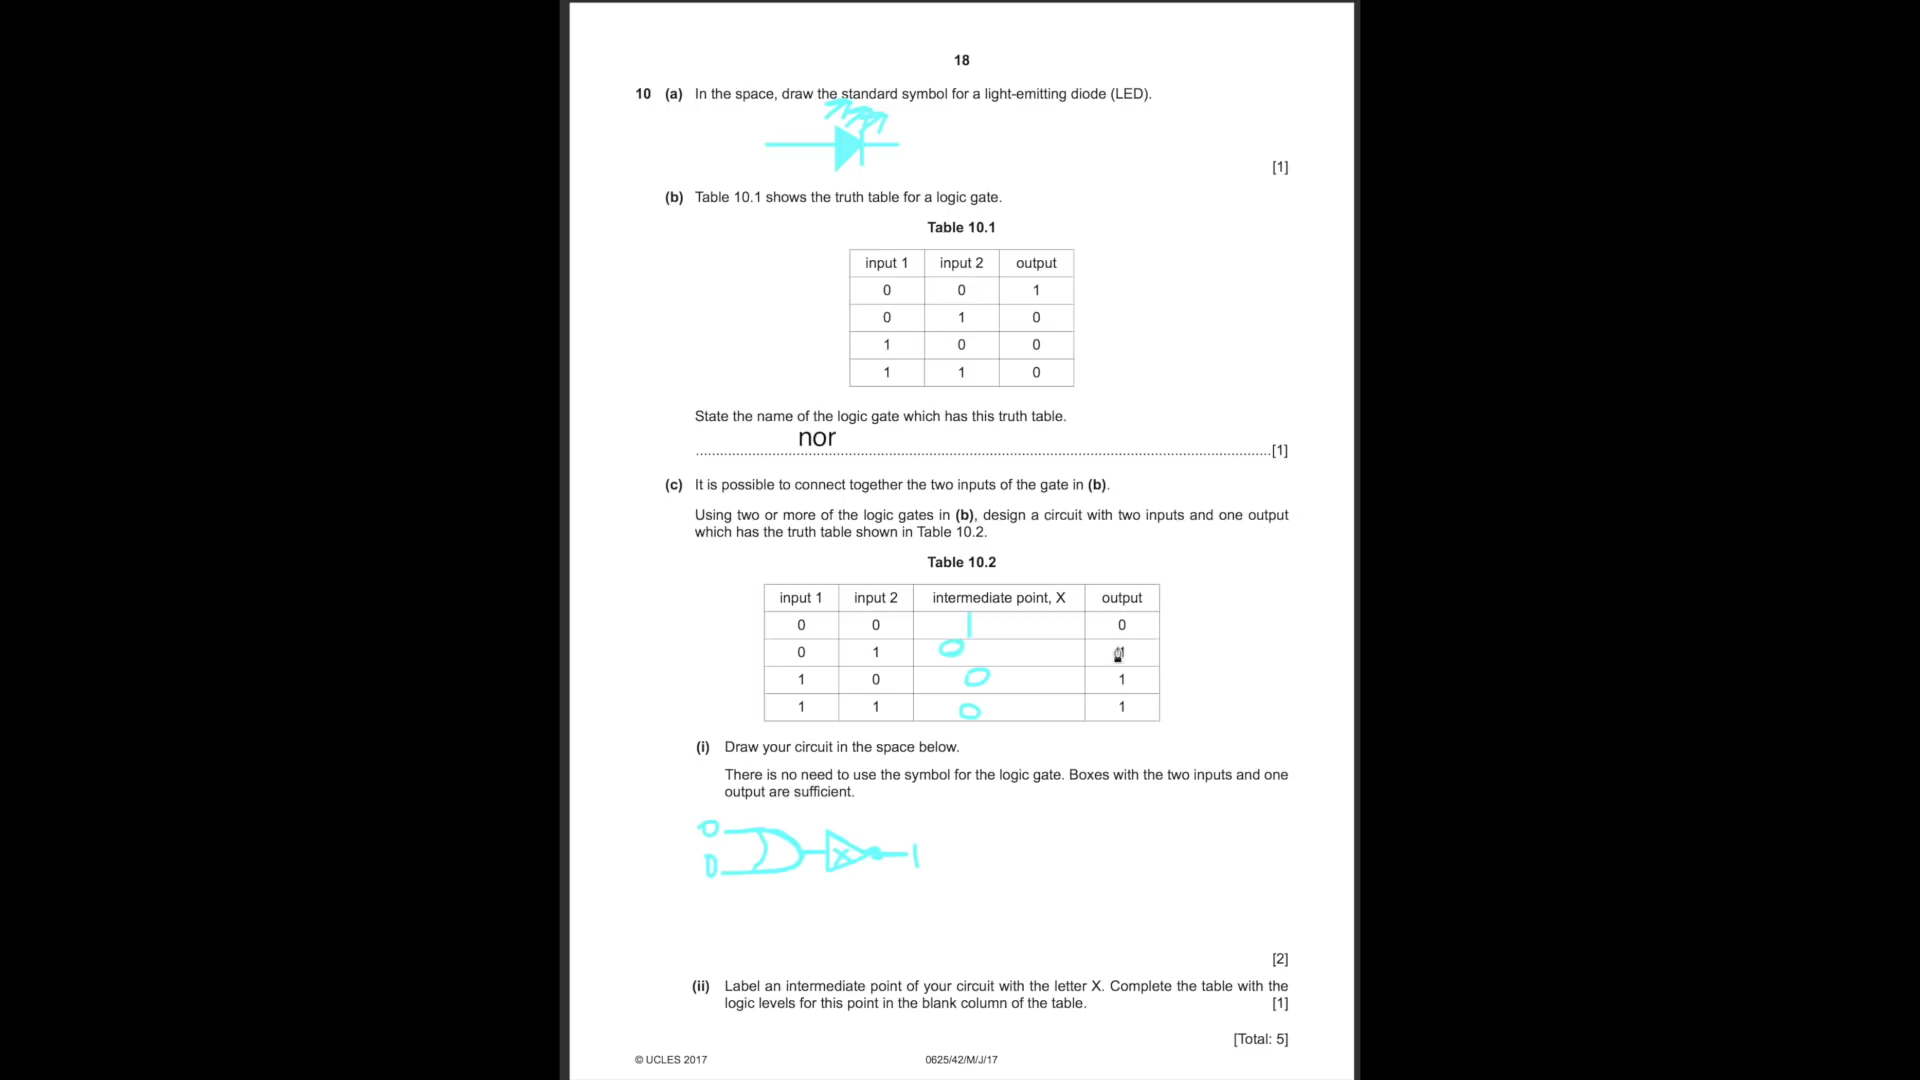 18
10 (a) In the space, draw the standard symbol for a light-emitting diode (LED).
[1]
(b) Table 10.1 shows the truth table for a logic gate.
Table 10.1
input 1 input 2 output
0 0 1
0 1 0
1 0 0
1 1 0
State the name of the logic gate which has this truth table.
nor
[1]
(c) It is possible to connect together the two inputs of the gate in (b).
Using two or more of the logic gates in (b), design a circuit with two inputs and one output
which has the truth table shown in Table 10.2.
Table 10.2
input 1 input 2 intermediate point, X output
0 0 1 0
0 1 0
1 0 0 1
1 1 0 1
(i) Draw your circuit in the space below.
There is no need to use the symbol for the logic gate. Boxes with the two inputs and one
output are sufficient.
0
0
X
1
[2]
(ii) Label an intermediate point of your circuit with the letter X. Complete the table with the
logic levels for this point in the blank column of the table. [1]
[Total: 5]
© UCLES 2017 0625/42/M/J/17